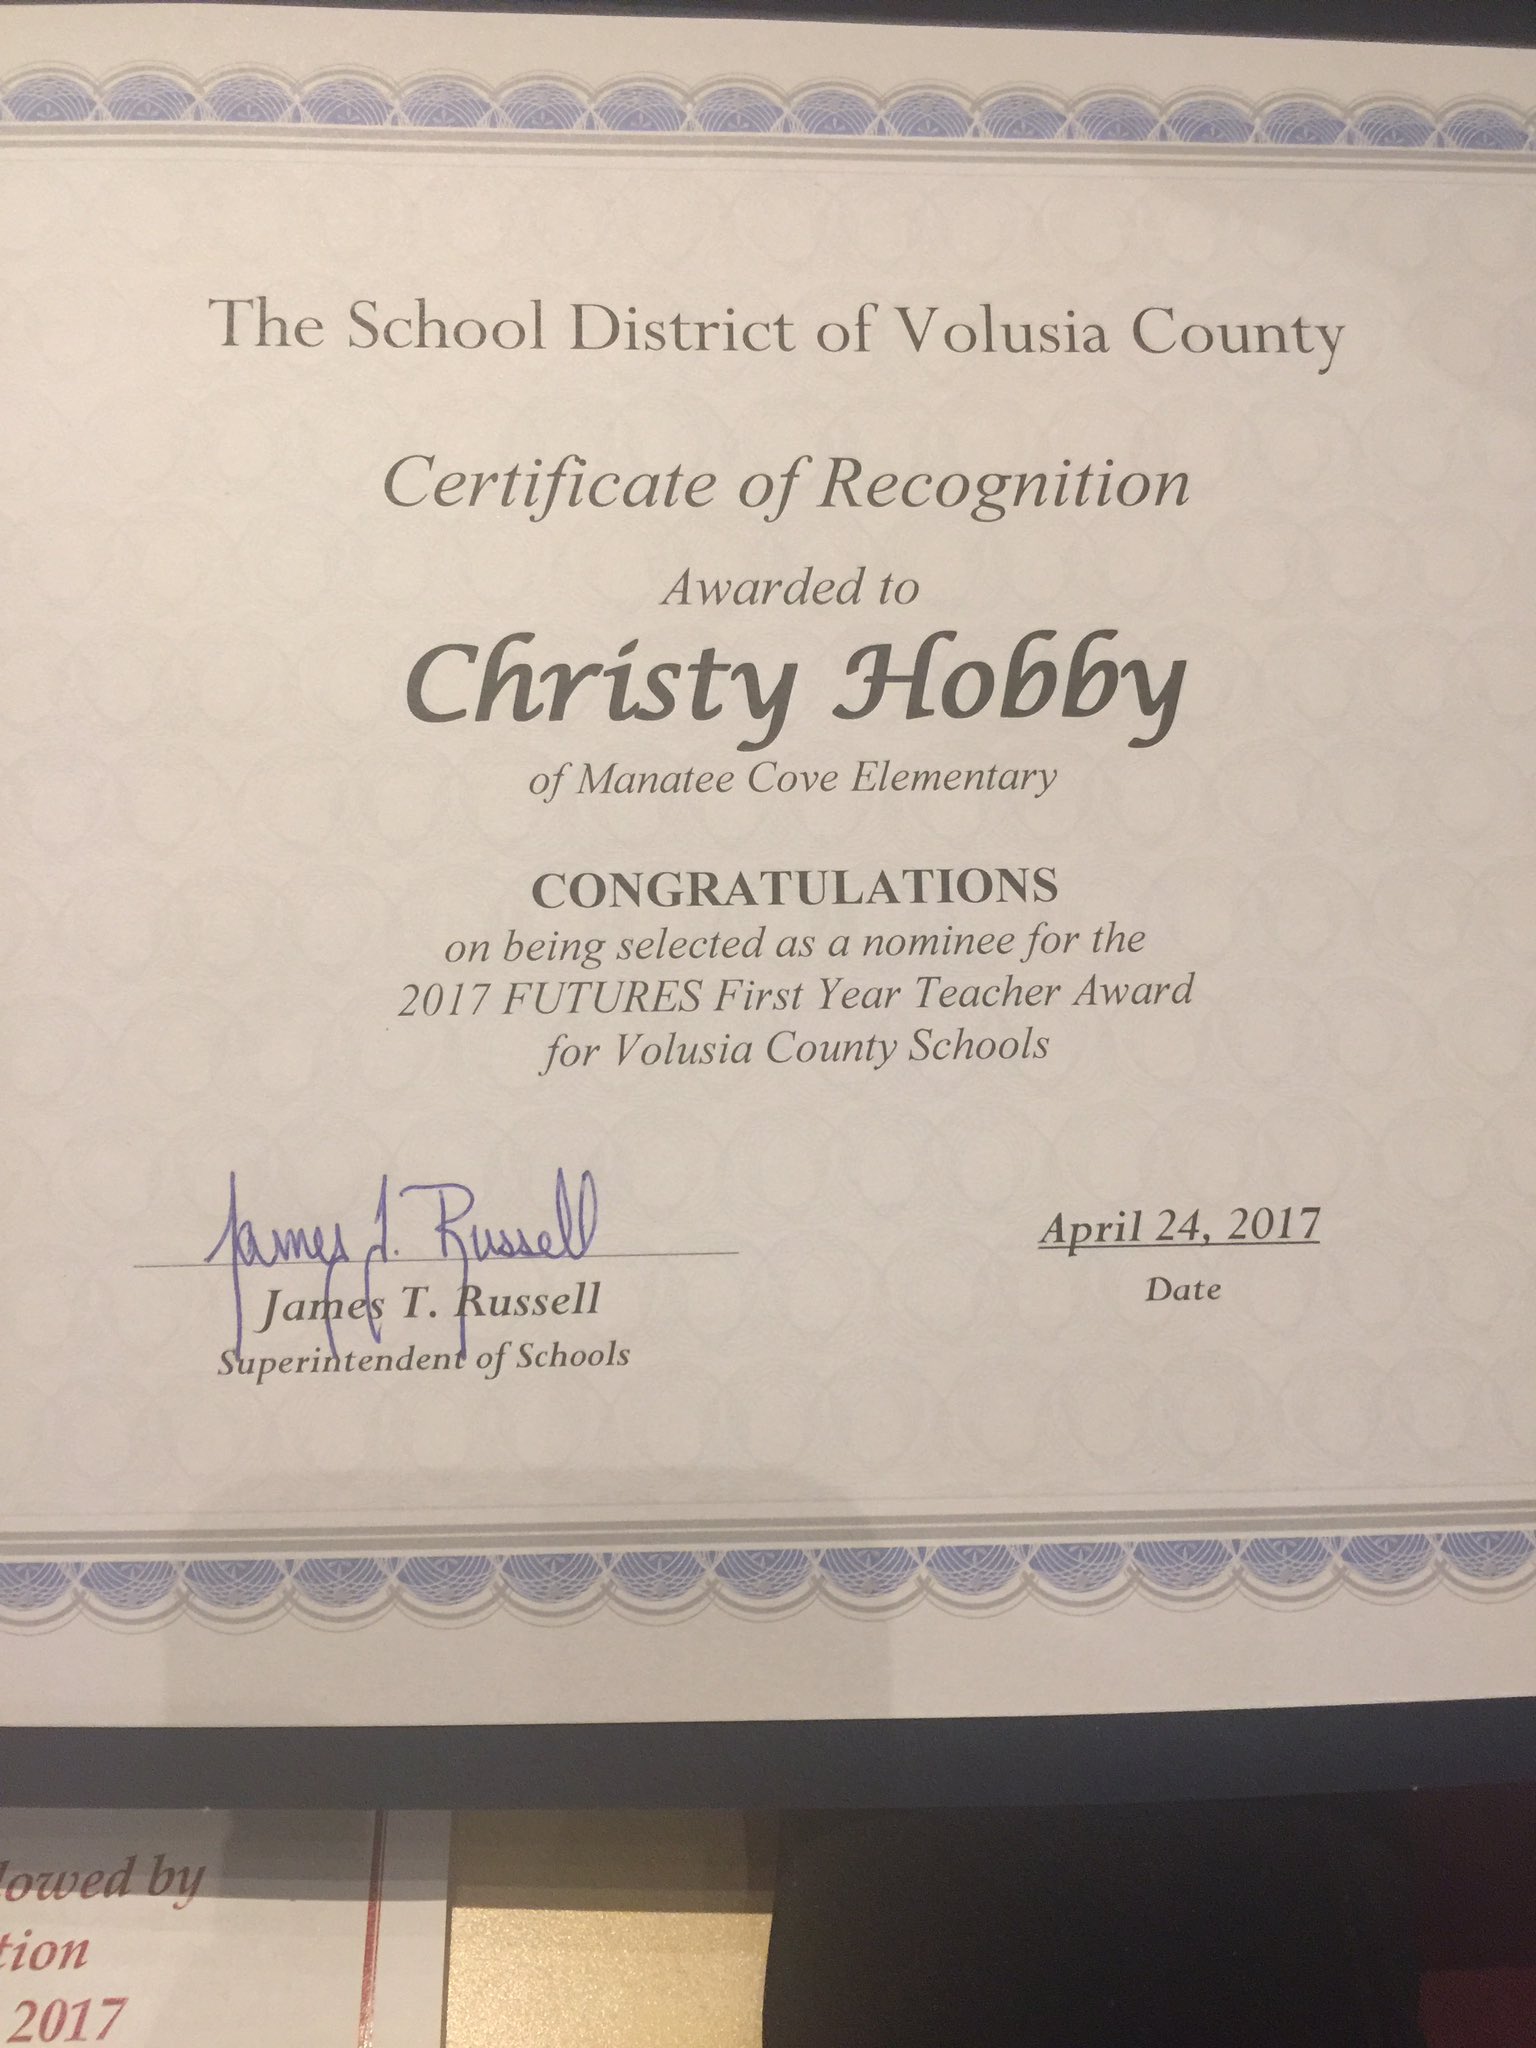 The School District of Volusia County
Certificate of Recognition
Awarded to
Christy Hobby
of Manatee Cove Elementary
CONGRATULATIONS
on being selected as a nominee for the
2017 FUTURES First Year Teacher Award
for Volusia County Schools
James T. Russell
James T. Russell
Superintendent of Schools
April 24, 2017
Date
lowed by
tion
2017